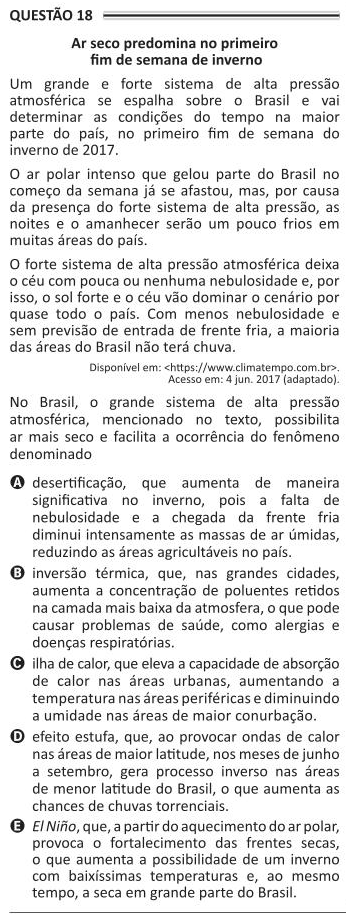 QUESTÃO 18
Ar seco predomina no primeiro
fim de semana de inverno
Um grande e forte sistema de alta pressão
atmosférica se espalha sobre o Brasil e vai
determinar as condições do tempo na maior
parte do país, no primeiro fim de semana do
inverno de 2017.
O ar polar intenso que gelou parte do Brasil no
começo da semana já se afastou, mas, por causa
da presença do forte sistema de alta pressão, as
noites e o amanhecer serão um pouco frios em
muitas áreas do país.
O forte sistema de alta pressão atmosférica deixa
o céu com pouca ou nenhuma nebulosidade e, por
isso, o sol forte e o céu vão dominar o cenário por
quase todo o país. Com menos nebulosidade e
sem previsão de entrada de frente fria, a maioria
das áreas do Brasil não terá chuva.
Disponível em: <https://www.climatempo.com.br>.
Acesso em: 4 jun. 2017 (adaptado).
No Brasil, o grande sistema de alta pressão
atmosférica, mencionado no texto, possibilita
ar mais seco e facilita a ocorrência do fenômeno
denominado
A desertificação, que aumenta de maneira
significativa no inverno, pois a falta de
nebulosidade e a chegada da frente fria
diminui intensamente as massas de ar úmidas,
reduzindo as áreas agricultáveis no país.
B inversão térmica, que, nas grandes cidades,
aumenta a concentração de poluentes retidos
na camada mais baixa da atmosfera, o que pode
causar problemas de saúde, como alergias e
doenças respiratórias.
C ilha de calor, que eleva a capacidade de absorção
de calor nas áreas urbanas, aumentando a
temperatura nas áreas periféricas e diminuindo
a umidade nas áreas de maior conurbação.
D efeito estufa, que, ao provocar ondas de calor
nas áreas de maior latitude, nos meses de junho
a setembro, gera processo inverso nas áreas
de menor latitude do Brasil, o que aumenta as
chances de chuvas torrenciais.
E El Niño, que, a partir do aquecimento do ar polar,
provoca o fortalecimento das frentes secas,
o que aumenta a possibilidade de um inverno
com baixíssimas temperaturas e, ao mesmo
tempo, a seca em grande parte do Brasil.